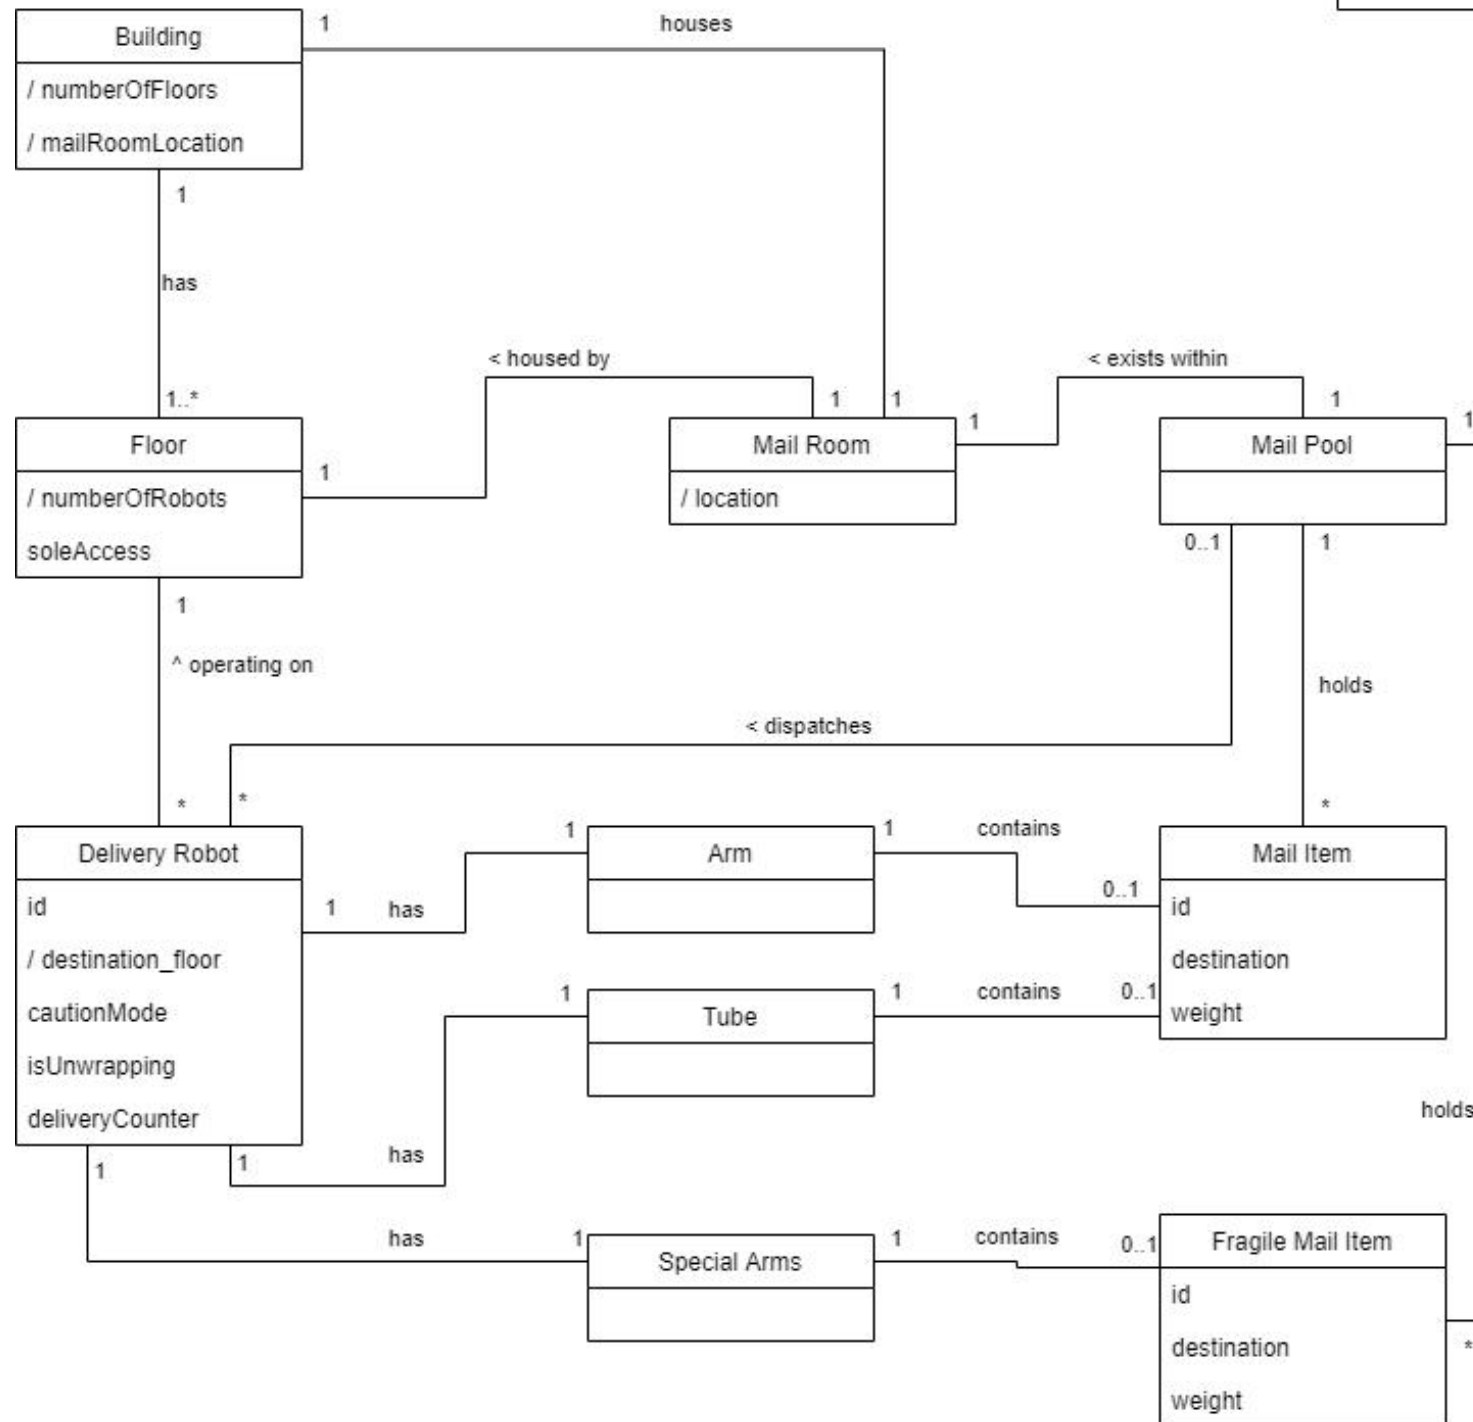 Building
/ numberOfFloors
/ mailRoomLocation
1
houses
1
has
1..*
< housed by
1
1
< exists within
1
1
1
Floor
/ numberOfRobots
soleAccess
1
Mail Room
/ location
Mail Pool
0..1
1
1
^ operating on
holds
< dispatches
*
*
*
Delivery Robot
id
/ destination_floor
cautionMode
isUnwrapping
deliveryCounter
1
has
1
Arm
1
contains
0..1
Mail Item
id
destination
weight
1
Tube
1
contains
0..1
1
has
holds
1
has
1
Special Arms
1
contains
0..1
Fragile Mail Item
id
destination
weight
*